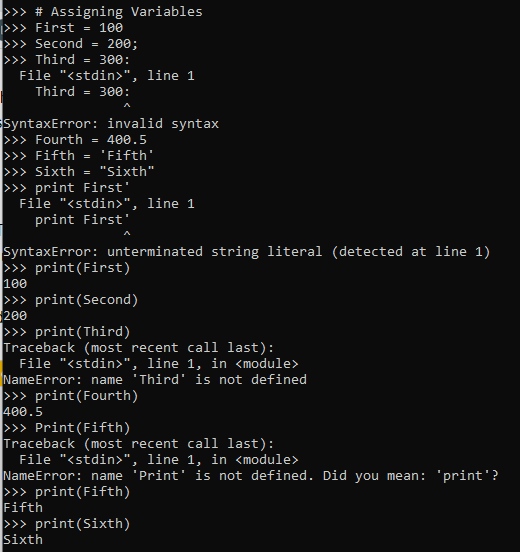 >>> # Assigning Variables
>>> First = 100
>>> Second = 200;
>>> Third = 300:
  File "<stdin>", line 1
    Third = 300:
               ^
SyntaxError: invalid syntax
>>> Fourth = 400.5
>>> Fifth = 'Fifth'
>>> Sixth = "Sixth"
>>> print First'
  File "<stdin>", line 1
    print First'
               ^
SyntaxError: unterminated string literal (detected at line 1)
>>> print(First)
100
>>> print(Second)
200
>>> print(Third)
Traceback (most recent call last):
  File "<stdin>", line 1, in <module>
NameError: name 'Third' is not defined
>>> print(Fourth)
400.5
>>> Print(Fifth)
Traceback (most recent call last):
  File "<stdin>", line 1, in <module>
NameError: name 'Print' is not defined. Did you mean: 'print'?
>>> print(Fifth)
Fifth
>>> print(Sixth)
Sixth